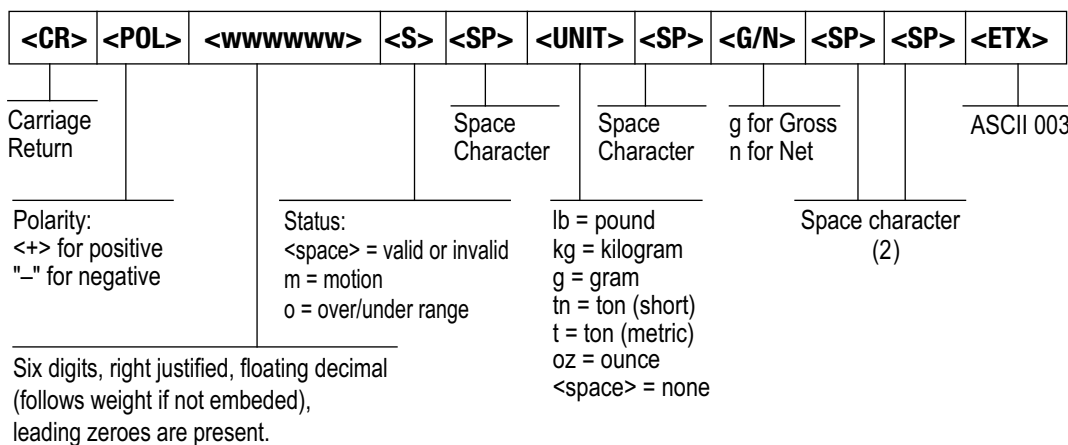 <CR> <POL> <wwwwww> <S> <SP> <UNIT> <SP> <G/N> <SP> <SP> <ETX>
Carriage
Return
Space
Character
Space
Character
g for Gross
n for Net
ASCII 003
Polarity:
<+> for positive
"–" for negative
Status:
<space> = valid or invalid
m = motion
o = over/under range
lb = pound
kg = kilogram
g = gram
tn = ton (short)
t = ton (metric)
oz = ounce
<space> = none
Space character
(2)
Six digits, right justified, floating decimal
(follows weight if not embeded),
leading zeroes are present.